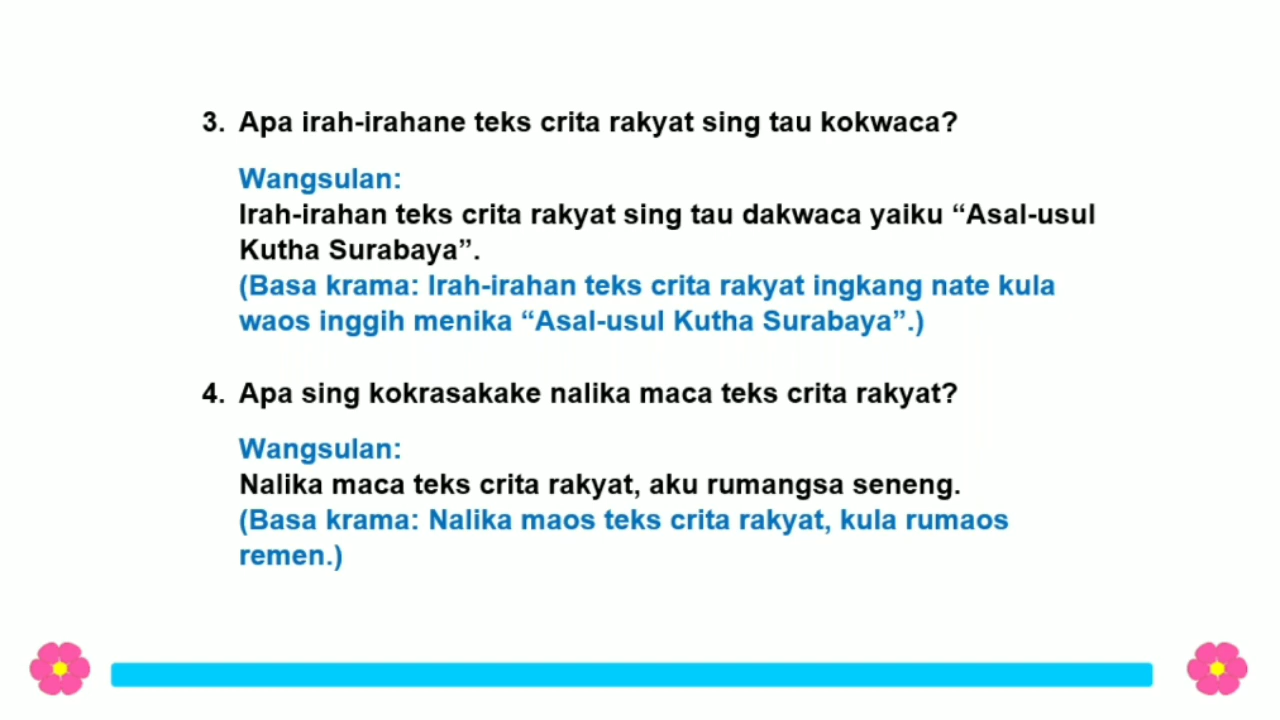 3. Apa irah-irahane teks crita rakyat sing tau kokwaca?
Wangsulan:
Irah-irahan teks crita rakyat sing tau dakwaca yaiku “Asal-usul
Kutha Surabaya”.
(Basa krama: Irah-irahan teks crita rakyat ingkang nate kula
waos inggih menika “Asal-usul Kutha Surabaya”.)
4. Apa sing kokrasakake nalika maca teks crita rakyat?
Wangsulan:
Nalika maca teks crita rakyat, aku rumangsa seneng.
(Basa krama: Nalika maos teks crita rakyat, kula rumaos
remen.)